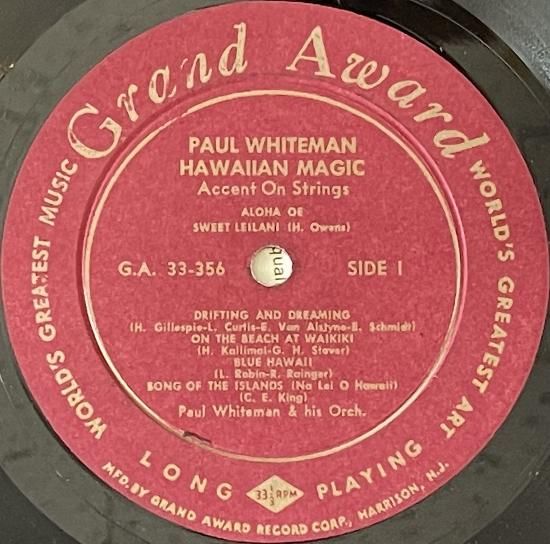 Grand Award
WORLD'S GREATEST MUSIC
WORLD'S GREATEST ART
PAUL WHITEMAN
HAWAIIAN MAGIC
Accent On Strings
ALOHA OE
SWEET LEILANI (H. Owens)
G.A. 33-356
SIDE 1
DRIFTING AND DREAMING
(H. Gillespie-L. Curtis-E. Van Alstyne-E. Schmidt)
ON THE BEACH AT WAIKIKI
(H. Kailimai-G. H. Stover)
BLUE HAWAII
(L. Robin-R. Rainger)
SONG OF THE ISLANDS (Na Lei O Hawaii)
(C. E. King)
Paul Whiteman & his Orch.
LONG 33 1/3 RPM PLAYING
MFD. BY GRAND AWARD RECORD CORP., HARRISON, N.J.